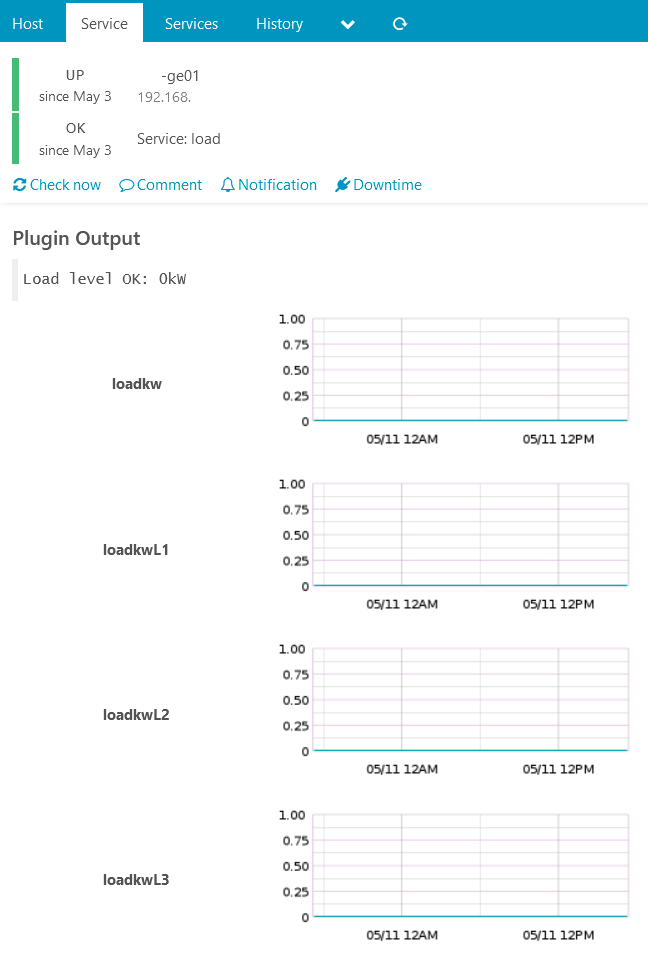 Host Service Services History
UP -ge01
since May 3 192.168.
OK
since May 3 Service: load
Check now Comment Notification Downtime
Plugin Output
Load level OK: 0kW
loadkw
1.00
0.75
0.50
0.25
0
05/11 12AM 05/11 12PM
loadkwL1
1.00
0.75
0.50
0.25
0
05/11 12AM 05/11 12PM
loadkwL2
1.00
0.75
0.50
0.25
0
05/11 12AM 05/11 12PM
loadkwL3
1.00
0.75
0.50
0.25
0
05/11 12AM 05/11 12PM